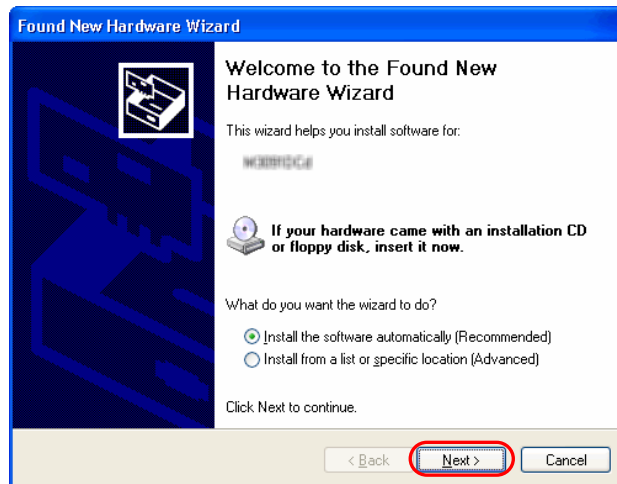 Found New Hardware Wizard
Welcome to the Found New
Hardware Wizard
This wizard helps you install software for:
If your hardware came with an installation CD
or floppy disk, insert it now.
What do you want the wizard to do?
Install the software automatically (Recommended)
Install from a list or specific location (Advanced)
Click Next to continue.
< Back Next > Cancel